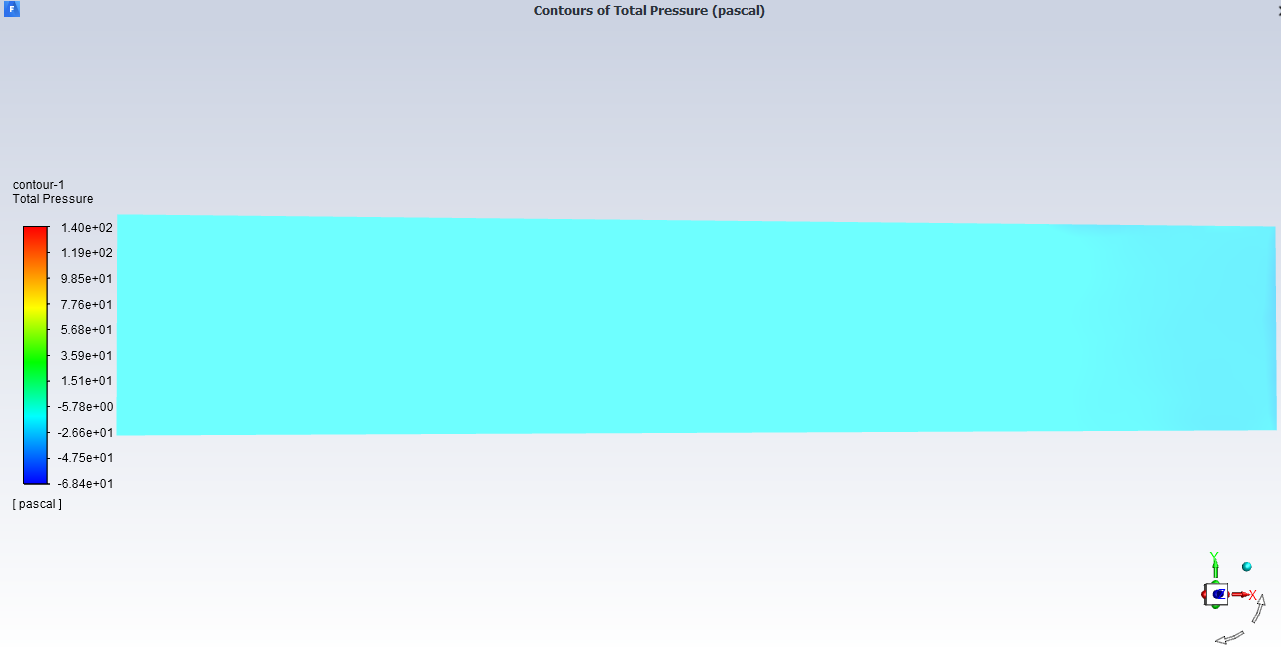 F
Contours of Total Pressure (pascal)
contour-1
Total Pressure
1.40e+02
1.19e+02
9.85e+01
7.76e+01
5.68e+01
3.59e+01
1.51e+01
-5.78e+00
-2.66e+01
-4.75e+01
-6.84e+01
[ pascal ]
Y
Z
X